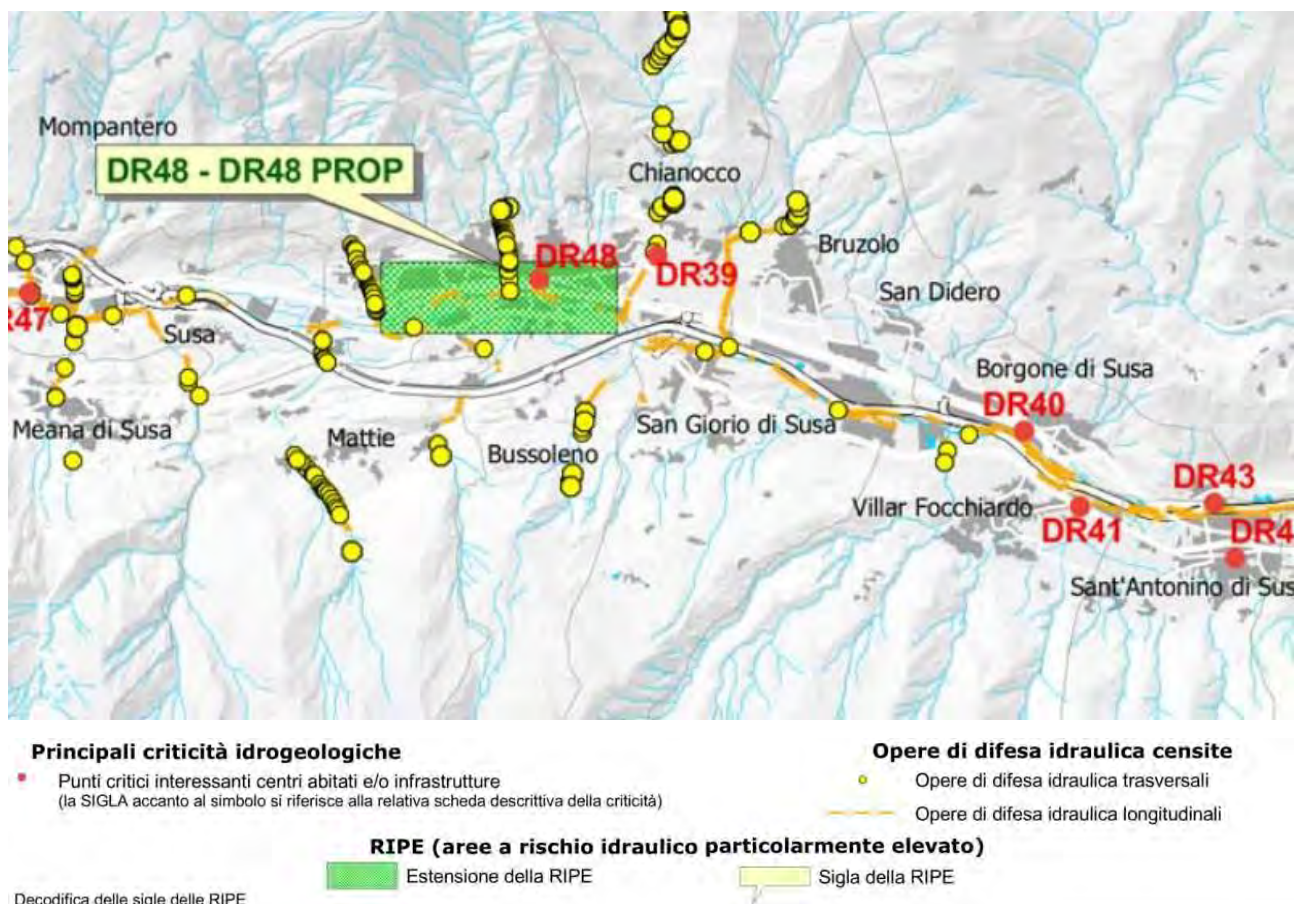 Mompantero
DR48 - DR48 PROP
Chianocco
DR48
DR39
Bruzolo
San Didero
R47
Susa
Borgone di Susa
DR40
Meana di Susa
Mattie
Bussoleno
San Giorio di Susa
DR43
Villar Focchiardo
DR41
DR4
Sant'Antonino di Sus
Principali criticità idrogeologiche
Punti critici interessanti centri abitati e/o infrastrutture
(la SIGLA accanto al simbolo si riferisce alla relativa scheda descrittiva della criticità)
Opere di difesa idraulica censite
Opere di difesa idraulica trasversali
Opere di difesa idraulica longitudinali
RIPE (aree a rischio idraulico particolarmente elevato)
Estensione della RIPE
Sigla della RIPE
Decodifica delle sigle delle RIPE